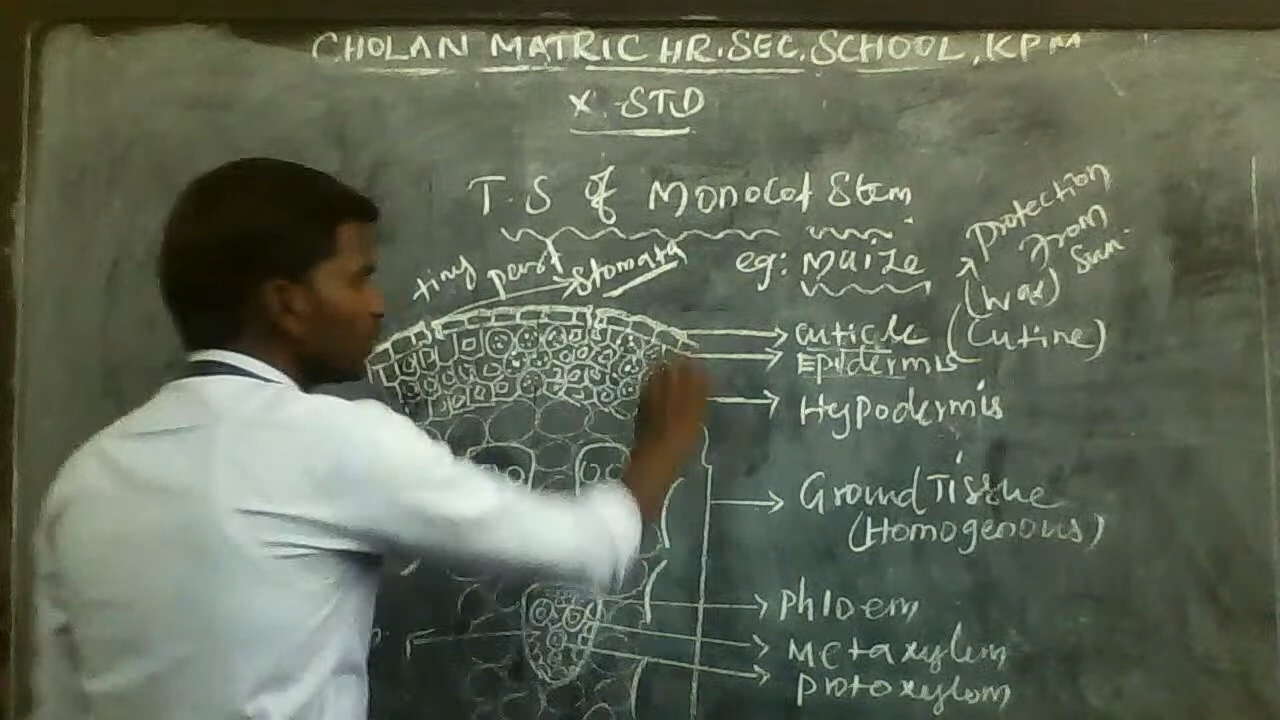 CHOLAN MATRIC HR.SEC.SCHOOL, KPM
X-STD
T.S of Monocot Stem
eg: Maize
tiny part → Stomata
protection
from
sun.
(wax)
(Cutine)
cuticle
Epidermis
Hypodermis
Ground Tissue
(Homogenous)
Phloem
Metaxylem
Protoxylem